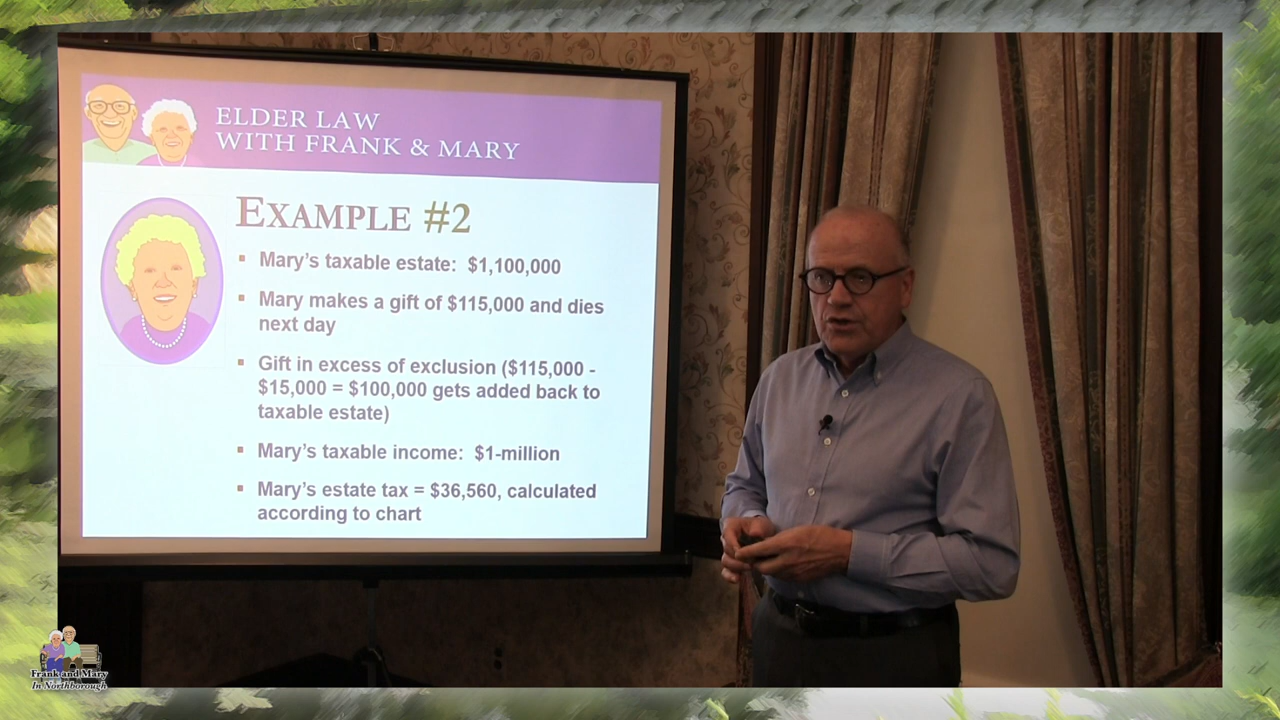 ELDER LAW
WITH FRANK & MARY
EXAMPLE #2
▪ Mary's taxable estate: $1,100,000
▪ Mary makes a gift of $115,000 and dies
next day
▪ Gift in excess of exclusion ($115,000 -
$15,000 = $100,000 gets added back to
taxable estate)
▪ Mary's taxable income: $1-million
▪ Mary's estate tax = $36,560, calculated
according to chart
Frank and Mary
In Northborough